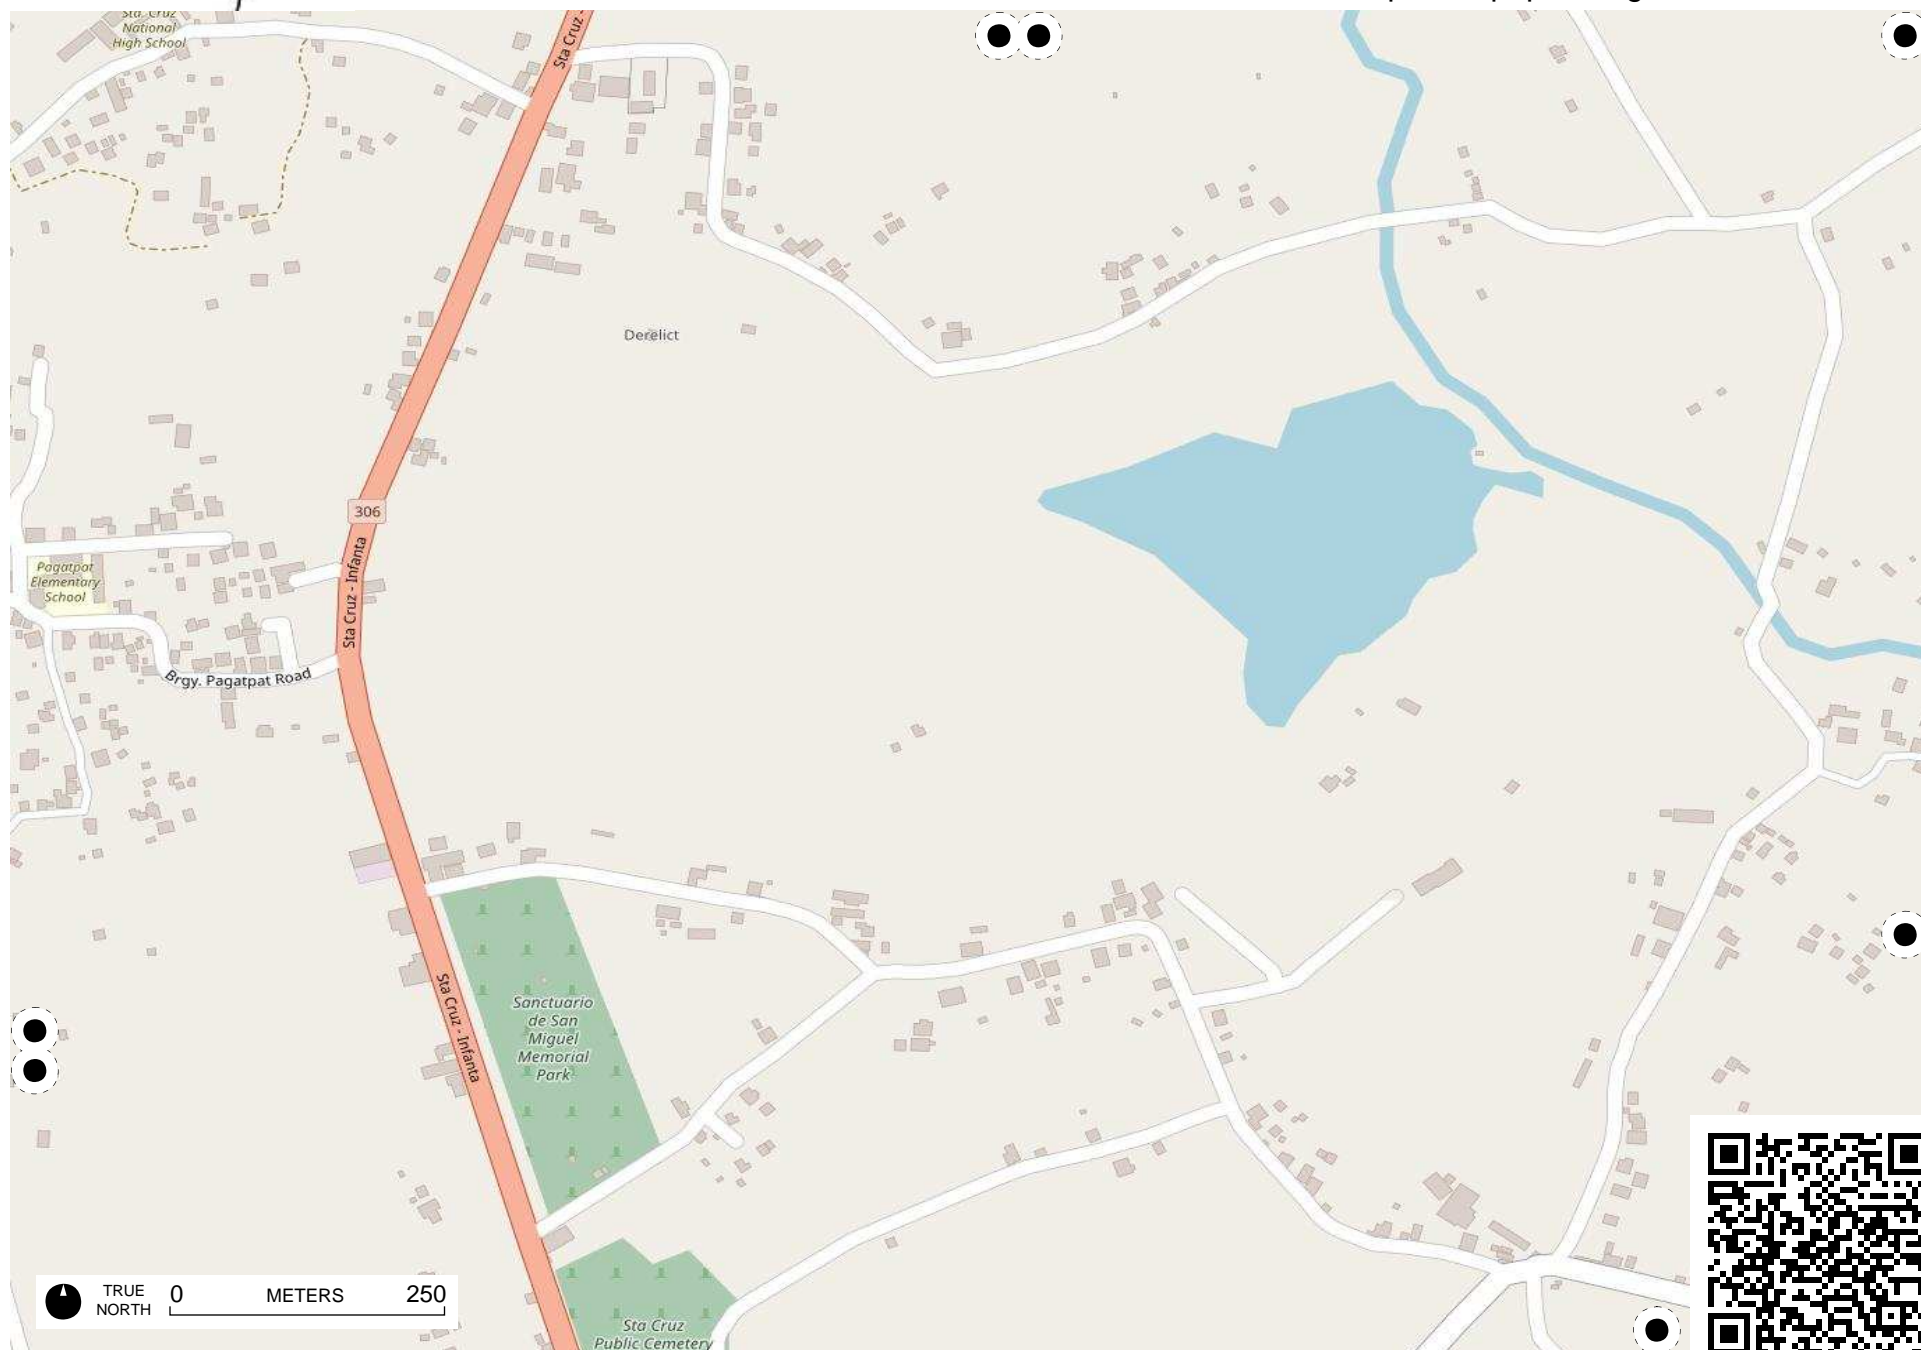 Sta. Cruz
National
High School
Sta Cruz -
Derelict
306
Sta Cruz - Infanta
Pagatpat
Elementary
School
Brgy. Pagatpat Road
Sta Cruz - Infanta
Sanctuario
de San
Miguel
Memorial
Park
TRUE
NORTH
0
METERS
250
Sta Cruz
Public Cemetery